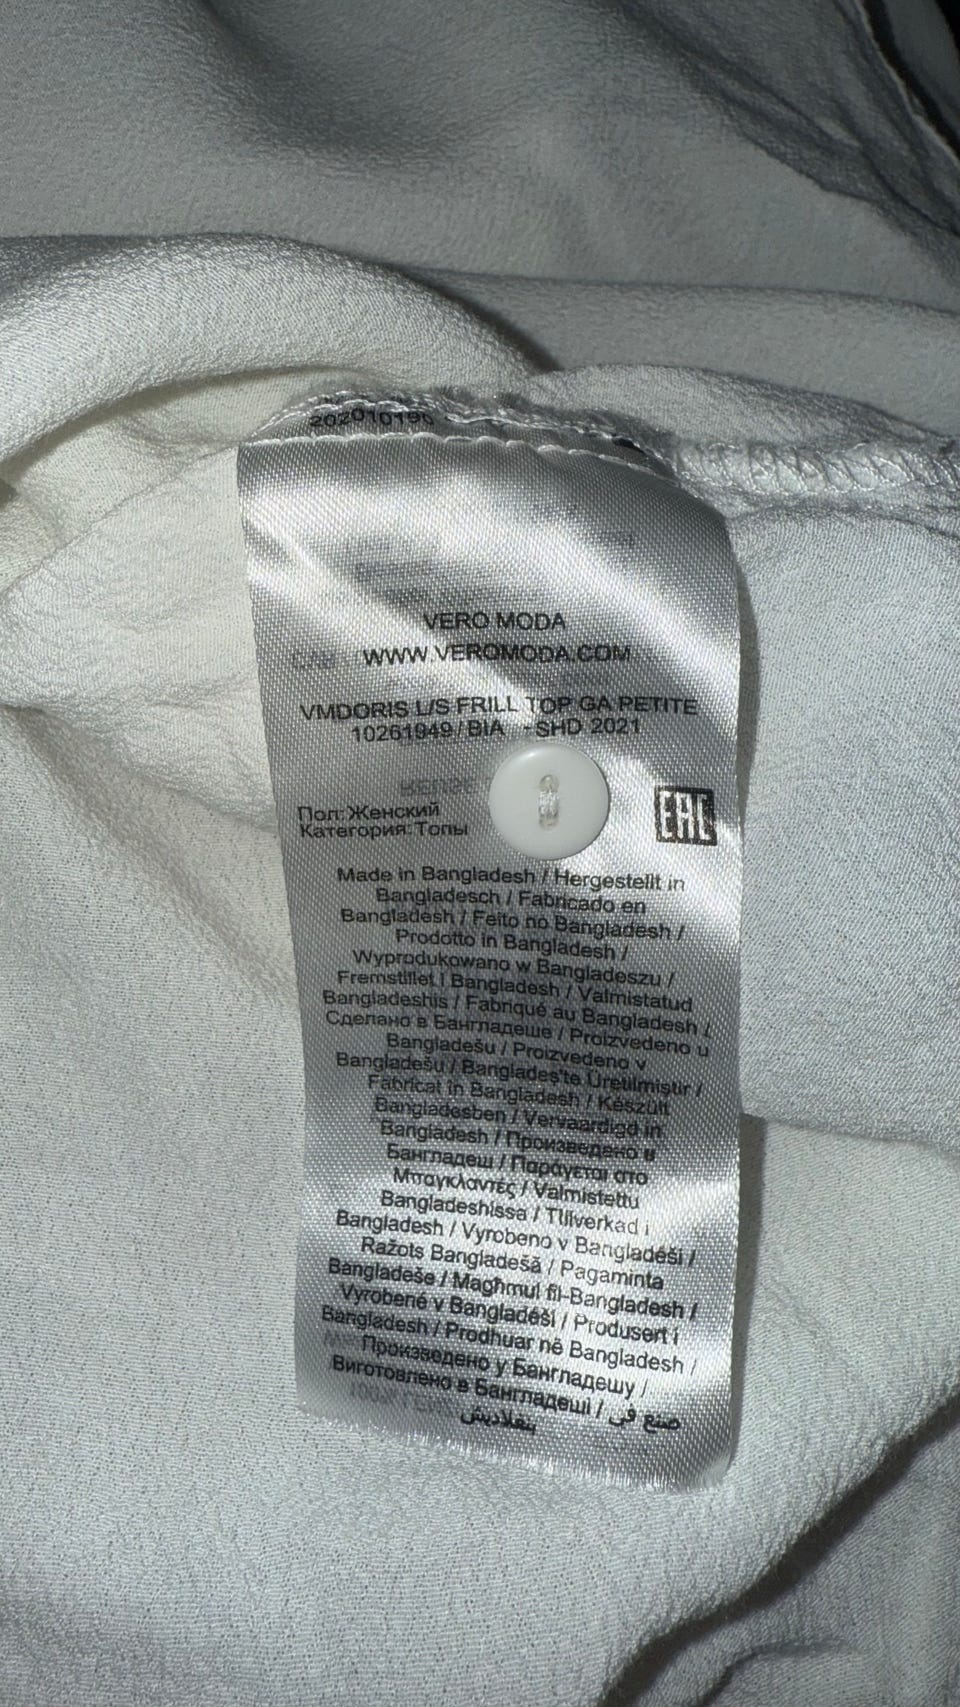 202010190
VERO MODA
WWW.VEROMODA.COM
VMDORIS L/S FRILL TOP GA PETITE
10261949/BIA - SHD 2021
Пол: Женский
Категория: Топы
EAC
Made in Bangladesh / Hergestellt in
Bangladesch / Fabricado en
Bangladesh / Feito no Bangladesh /
Prodotto in Bangladesh /
Wyprodukowano w Bangladeszu /
Fremstillet i Bangladesh / Valmistatud
Bangladeshis / Fabriqué au Bangladesh /
Сделано в Бангладеше / Proizvedeno u
Bangladešu / Proizvedeno v
Bangladešu / Bangladeş'te Üretilmiştir /
Fabricat în Bangladesh / Készült
Bangladesben / Vervaardigd in
Bangladesh / Произведено в
Бангладеш / Παράγεται στο
Μπαγκλαντές / Valmistettu
Bangladeshissa / Tillverkad i
Bangladesh / Vyrobeno v Bangladéši /
Ražots Bangladešā / Pagaminta
Bangladeše / Magħmul fil-Bangladesh /
Vyrobené v Bangladéši / Produsert i
Bangladesh / Prodhuar në Bangladesh /
Произведено у Бангладешу /
Виготовлено в Бангладеші / صنع في
بنغلاديش